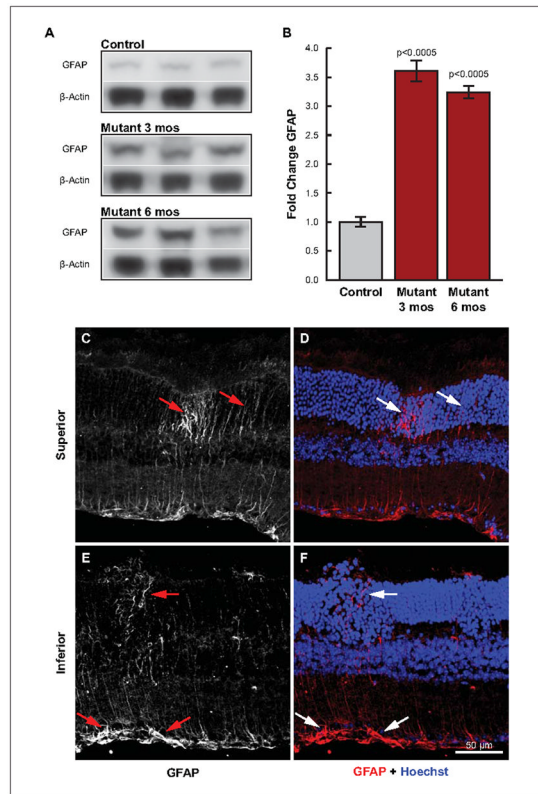 A
Control
GFAP
β-Actin
Mutant 3 mos
GFAP
β-Actin
Mutant 6 mos
GFAP
β-Actin
B
Fold Change GFAP
4.0
3.5
3.0
2.5
2.0
1.5
1.0
0.5
0.0
p<0.0005
p<0.0005
Control
Mutant
3 mos
Mutant
6 mos
C
D
Superior
E
F
Inferior
50 µm
GFAP
GFAP + Hoechst